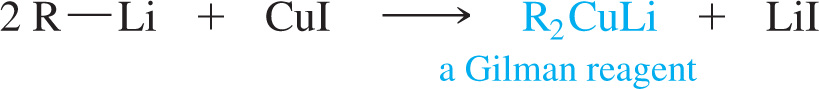 2 R—Li + CuI ⟶ R₂CuLi + LiI
a Gilman reagent